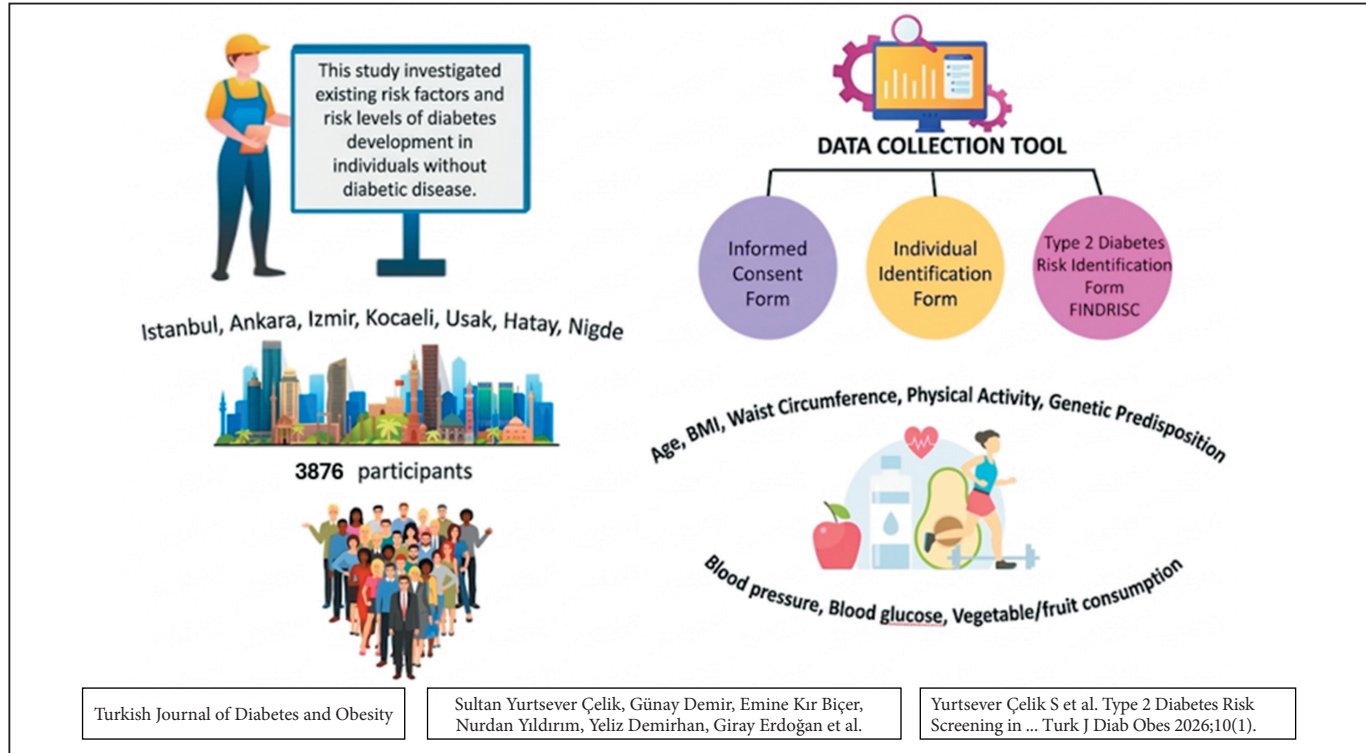 This study investigated
existing risk factors and
risk levels of diabetes
development in
individuals without
diabetic disease.
Istanbul, Ankara, Izmir, Kocaeli, Usak, Hatay, Nigde
3876 participants
DATA COLLECTION TOOL
Informed
Consent
Form
Individual
Identification
Form
Type 2 Diabetes
Risk Identification
Form
FINDRISC
Age, BMI, Waist Circumference, Physical Activity, Genetic Predisposition
Blood pressure, Blood glucose, Vegetable/fruit consumption
Turkish Journal of Diabetes and Obesity
Sultan Yurtsever Çelik, Günay Demir, Emine Kır Biçer,
Nurdan Yıldırım, Yeliz Demirhan, Giray Erdoğan et al.
Yurtsever Çelik S et al. Type 2 Diabetes Risk
Screening in ... Turk J Diab Obes 2026;10(1).